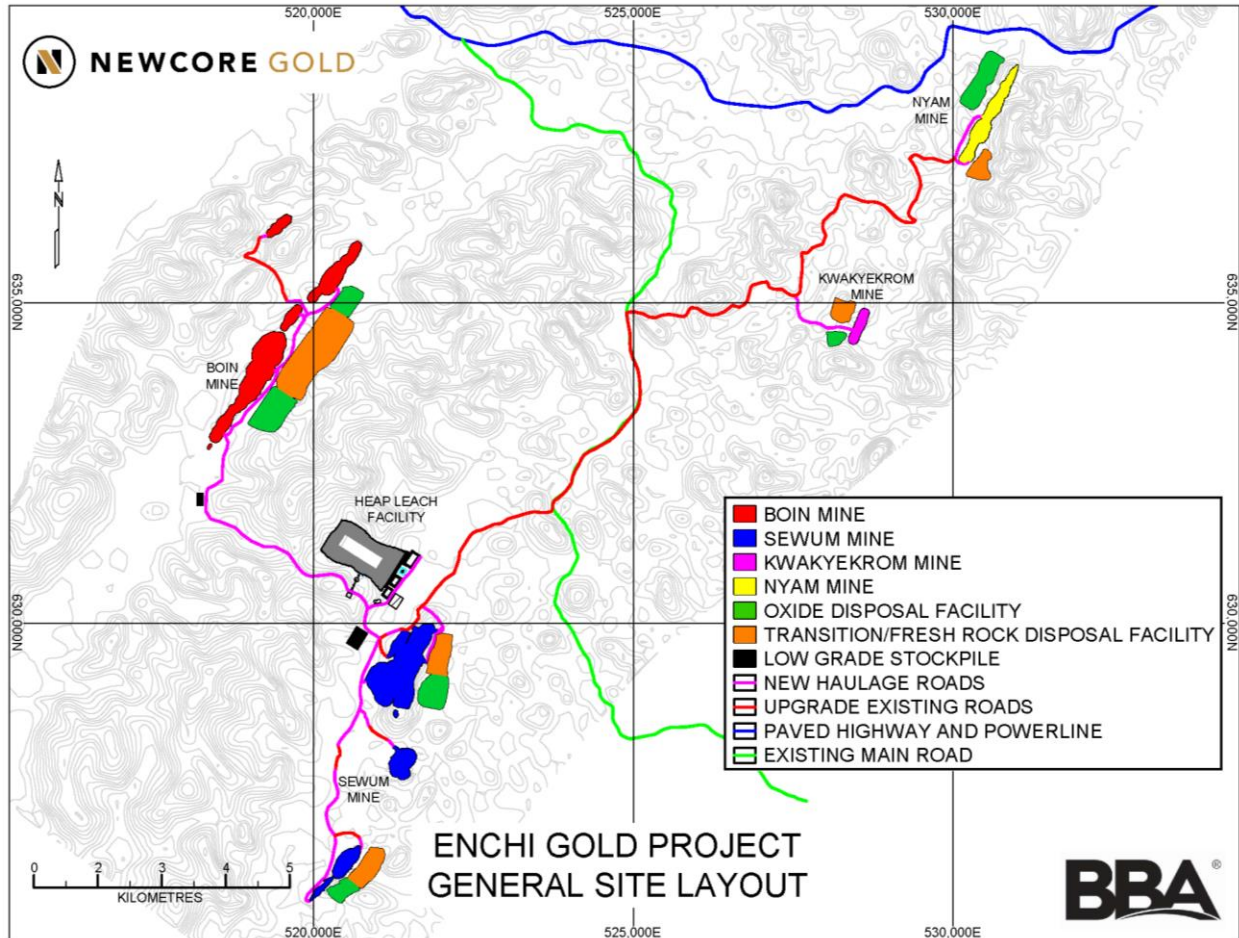 520,000E
525,000E
530,000E
N NEWCORE GOLD
NYAM
MINE
N
635,000N
635,000N
KWAKYEKROM
MINE
BOIN
MINE
HEAP LEACH
FACILITY
BOIN MINE
SEWUM MINE
KWAKYEKROM MINE
NYAM MINE
OXIDE DISPOSAL FACILITY
TRANSITION/FRESH ROCK DISPOSAL FACILITY
LOW GRADE STOCKPILE
NEW HAULAGE ROADS
UPGRADE EXISTING ROADS
PAVED HIGHWAY AND POWERLINE
EXISTING MAIN ROAD
630,000N
630,000N
SEWUM
MINE
ENCHI GOLD PROJECT
GENERAL SITE LAYOUT
0 1 2 3 4 5
KILOMETRES
BBA®
520,000E
525,000E
530,000E